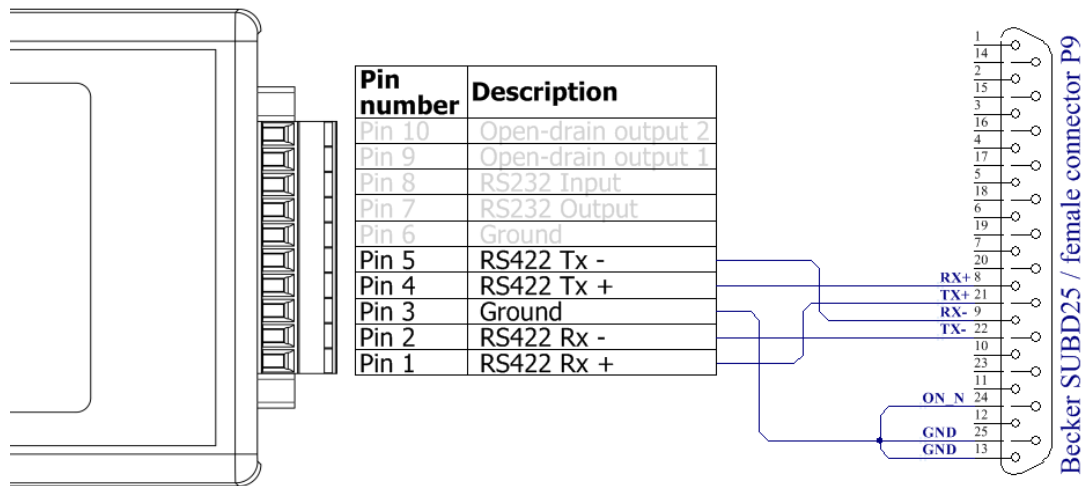 Pin number Description
Pin 10 Open-drain output 2
Pin 9 Open-drain output 1
Pin 8 RS232 Input
Pin 7 RS232 Output
Pin 6 Ground
Pin 5 RS422 Tx -
Pin 4 RS422 Tx +
Pin 3 Ground
Pin 2 RS422 Rx -
Pin 1 RS422 Rx +
1
14
2
15
3
16
4
17
5
18
6
19
7
20
RX+ 8
TX+ 21
RX- 9
TX- 22
10
23
11
ON_N 24
12
GND 25
GND 13
Becker SUBD25 / female connector P9